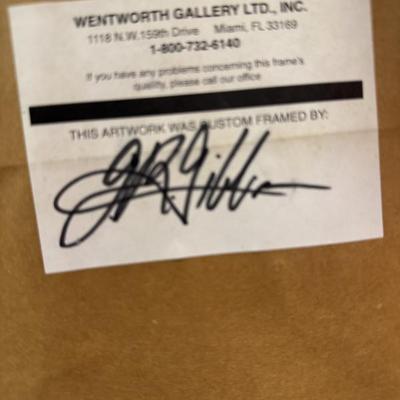 WENTWORTH GALLERY LTD., INC.
1118 N.W. 159th Drive Miami, FL 33169
1-800-732-6140
If you have any problems concerning this frame's
quality, please call our office
THIS ARTWORK WAS CUSTOM FRAMED BY: